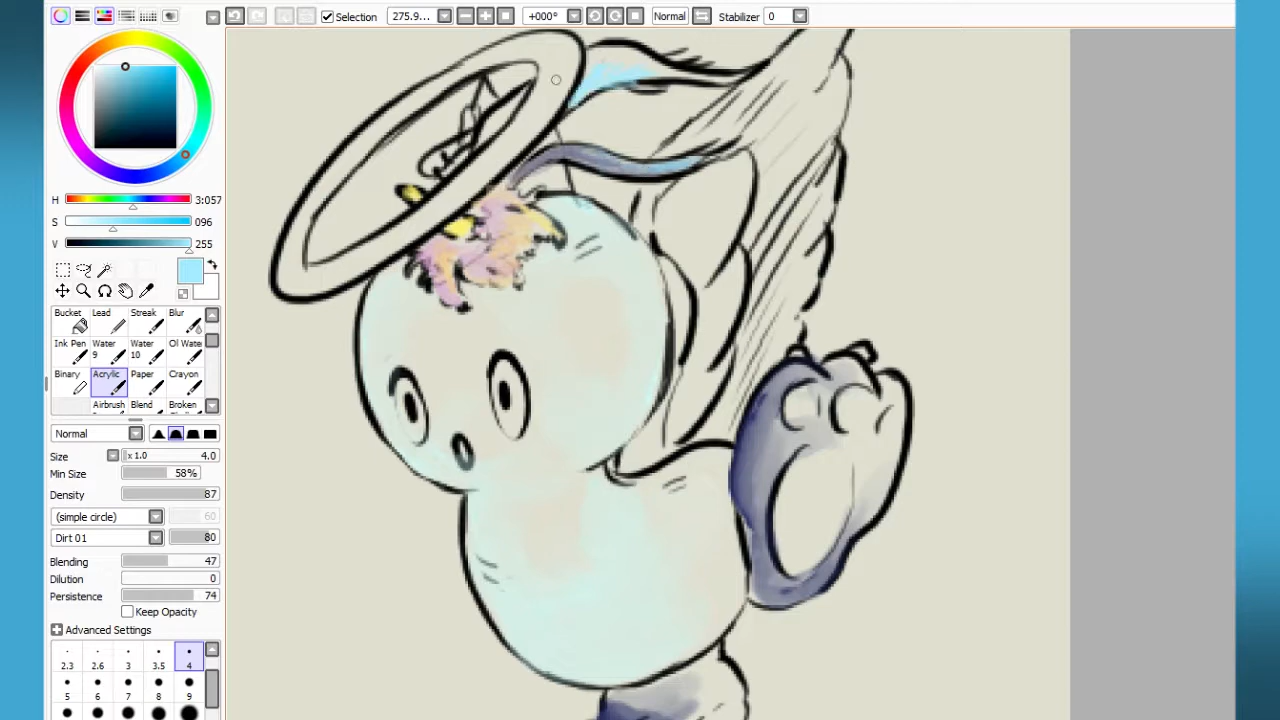 Selection 275.9... +000° Normal Stabilizer 0
H 3:057
S 096
V 255
Bucket Lead Streak Blur
Ink Pen Water 9 Water 10 Ol Wate
Binary Acrylic Paper Crayon
Airbrush Blend Broken
Normal
Size x 1.0 4.0
Min Size 58%
Density 87
(simple circle) 60
Dirt 01 80
Blending 47
Dilution 0
Persistence 74
Keep Opacity
Advanced Settings
2.3 2.6 3 3.5 4
5 6 7 8 9